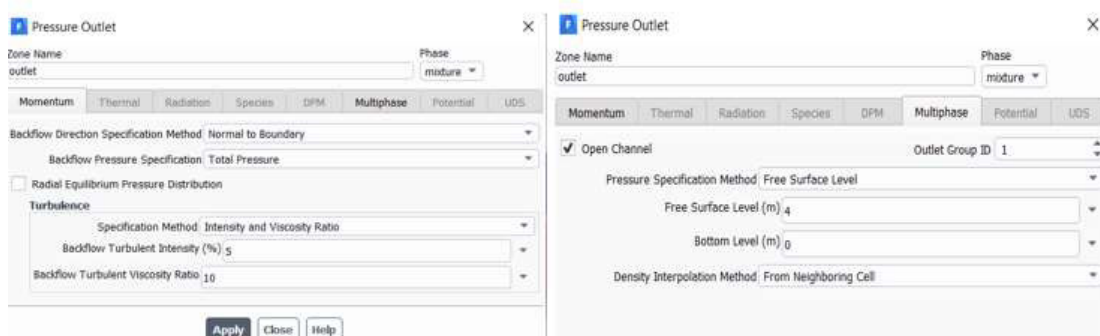 Pressure Outlet
Zone Name
Phase
outlet
mixture
Momentum Thermal Radiation Species DPM Multiphase Potential UDS
Backflow Direction Specification Method Normal to Boundary
Backflow Pressure Specification Total Pressure
Radial Equilibrium Pressure Distribution
Turbulence
Specification Method Intensity and Viscosity Ratio
Backflow Turbulent Intensity (%) 5
Backflow Turbulent Viscosity Ratio 10
Apply Close Help
Pressure Outlet
Zone Name
Phase
outlet
mixture
Momentum Thermal Radiation Species DPM Multiphase Potential UDS
Open Channel
Outlet Group ID 1
Pressure Specification Method Free Surface Level
Free Surface Level (m) 4
Bottom Level (m) 0
Density Interpolation Method From Neighboring Cell